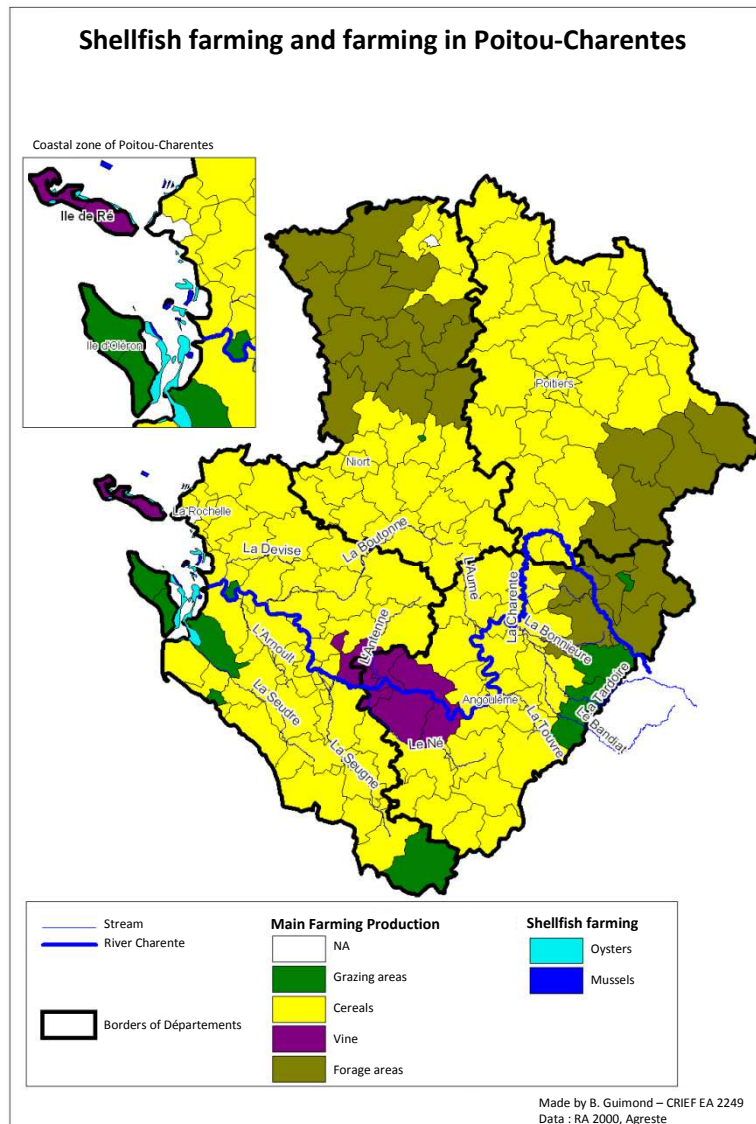 Shellfish farming and farming in Poitou-Charentes
Coastal zone of Poitou-Charentes
Ile de Ré
Ile d'Oléron
Poitiers
Niort
La Rochelle
La Devise
La Boutonne
L'Aume
La Charente
La Bonnieure
L'Antenne
L'Arnoult
La Tardoire
Le Bandiat
Angoulême
La Seudre
La Touvre
Le Né
La Seugne
Stream
River Charente
Borders of Départements
Main Farming Production
NA
Grazing areas
Cereals
Vine
Forage areas
Shellfish farming
Oysters
Mussels
Made by B. Guimond – CRIEF EA 2249
Data : RA 2000, Agreste